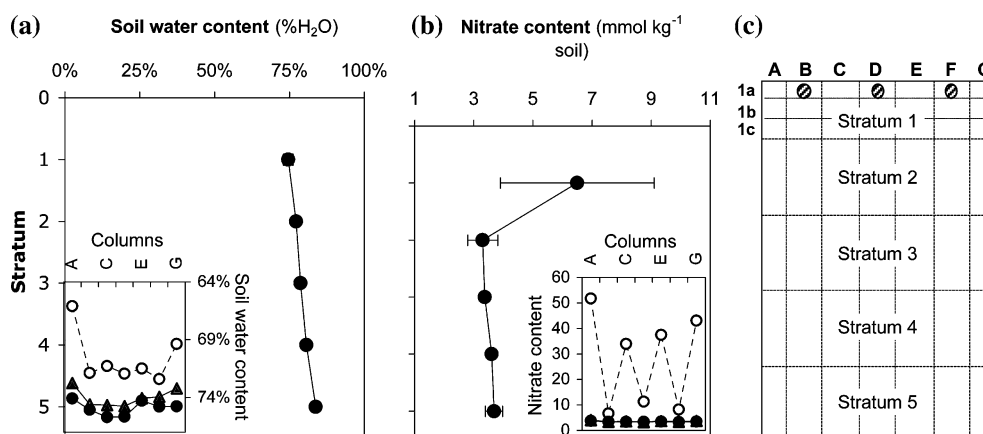 (a)
Soil water content (%H2O)
0% 25% 50% 75% 100%
0
1
2
3
4
5
Stratum
Columns
A C E G
64%
69%
74%
Soil water content
(b)
Nitrate content (mmol kg-1
soil)
1 3 5 7 9 11
60
50
40
30
20
10
0
Nitrate content
A C E G
(c)
A B C D E F G
1a
1b
1c
Stratum 1
Stratum 2
Stratum 3
Stratum 4
Stratum 5